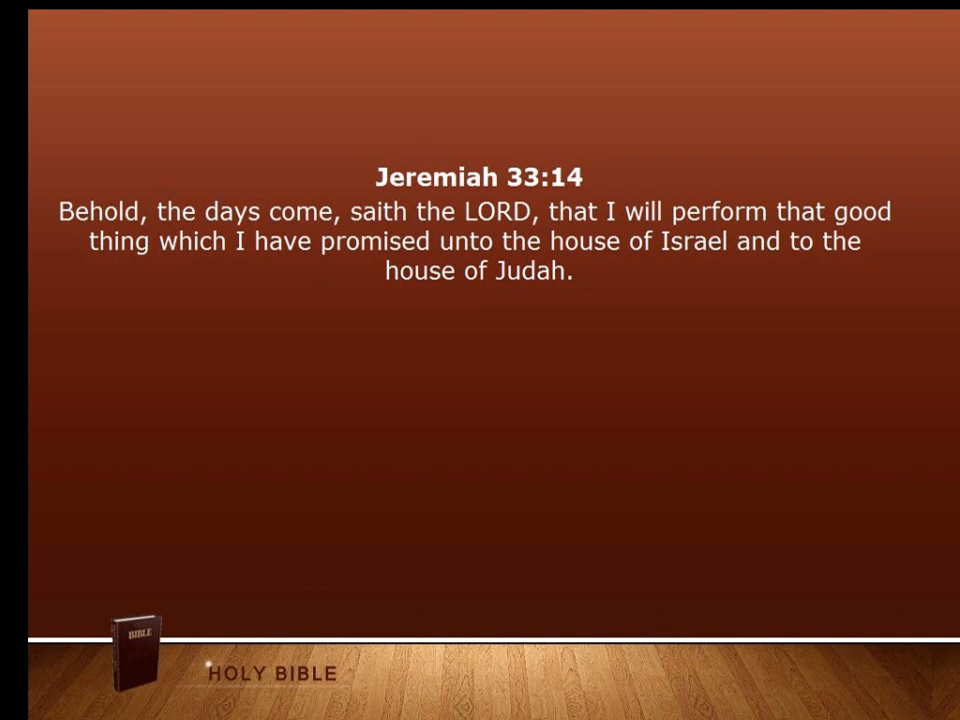 Jeremiah 33:14
Behold, the days come, saith the LORD, that I will perform that good
thing which I have promised unto the house of Israel and to the
house of Judah.
BIBLE
HOLY BIBLE